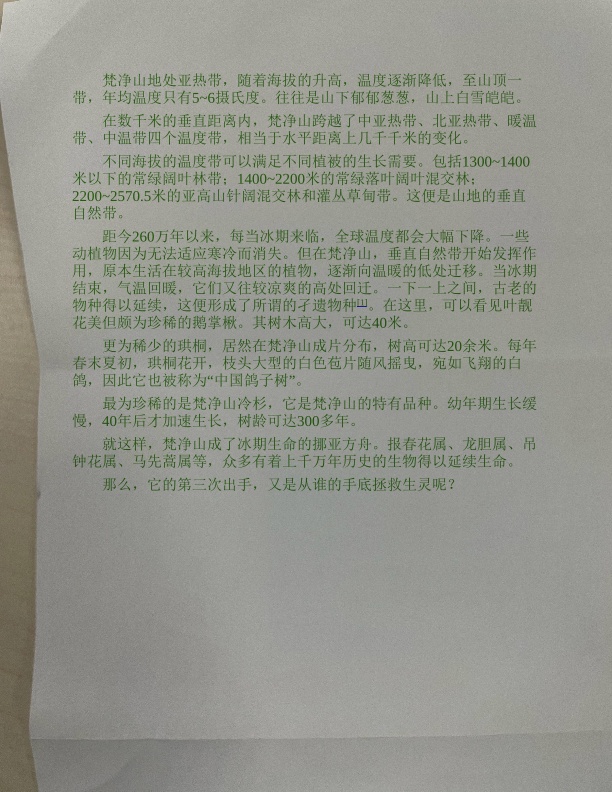 梵净山地处亚热带，随着海拔的升高，温度逐渐降低，至山顶一
带，年均温度只有5~6摄氏度。往往是山下郁郁葱葱，山上白雪皑皑。
在数千米的垂直距离内，梵净山跨越了中亚热带、北亚热带、暖温
带、中温带四个温度带，相当于水平距离上几千千米的变化。
不同海拔的温度带可以满足不同植被的生长需要。包括1300~1400
米以下的常绿阔叶林带；1400~2200米的常绿落叶阔叶混交林；
2200~2570.5米的亚高山针阔混交林和灌丛草甸带。这便是山地的垂直
自然带。
距今260万年以来，每当冰期来临，全球温度都会大幅下降。一些
动植物因为无法适应寒冷而消失。但在梵净山，垂直自然带开始发挥作
用，原本生活在较高海拔地区的植物，逐渐向温暖的低处迁移。当冰期
结束，气温回暖，它们又往较凉爽的高处回迁。一下一上之间，古老的
物种得以延续，这便形成了所谓的孑遗物种[1]。在这里，可以看见叶靓
花美但颇为珍稀的鹅掌楸。其树木高大，可达40米。
更为稀少的珙桐，居然在梵净山成片分布，树高可达20余米。每年
春末夏初，珙桐花开，枝头大型的白色苞片随风摇曳，宛如飞翔的白
鸽，因此它也被称为“中国鸽子树”。
最为珍稀的是梵净山冷杉，它是梵净山的特有品种。幼年期生长缓
慢，40年后才加速生长，树龄可达300多年。
就这样，梵净山成了冰期生命的挪亚方舟。报春花属、龙胆属、吊
钟花属、马先蒿属等，众多有着上千万年历史的生物得以延续生命。
那么，它的第三次出手，又是从谁的手底拯救生灵呢？